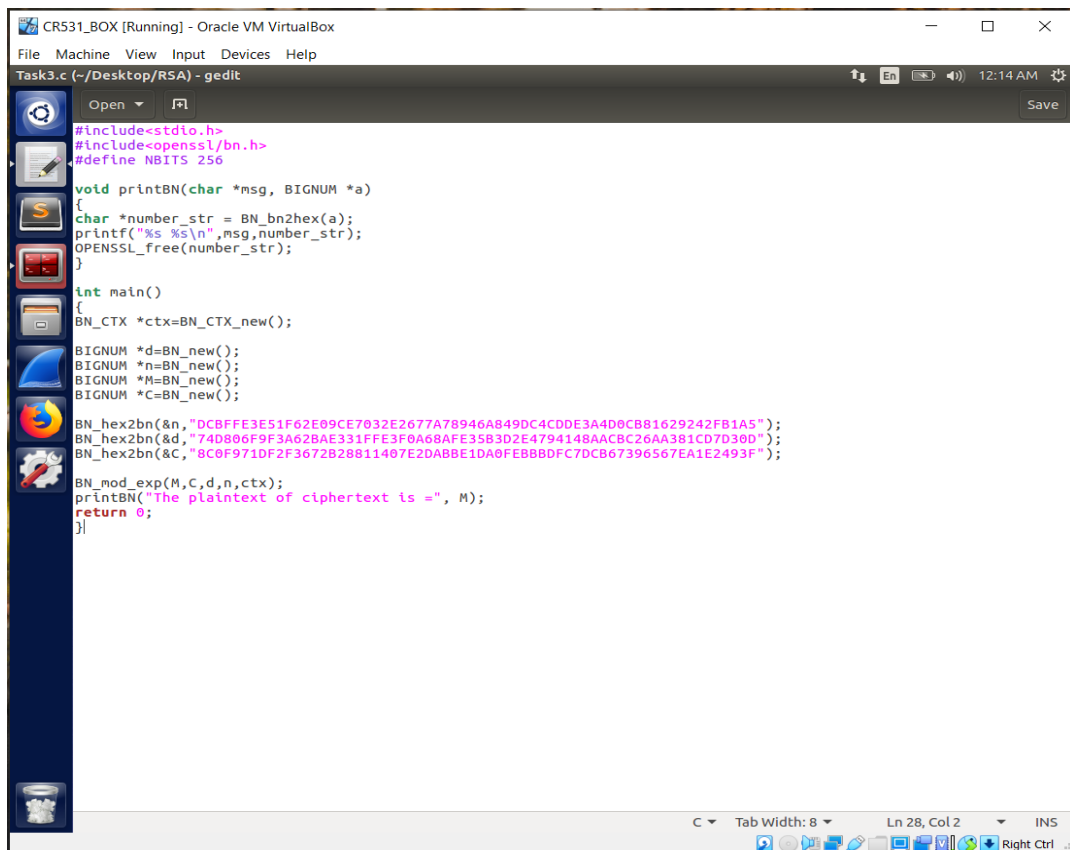 CR531_BOX [Running] - Oracle VM VirtualBox
File Machine View Input Devices Help
Task3.c (~/Desktop/RSA) - gedit En 12:14 AM
Open Save
#include<stdio.h>
#include<openssl/bn.h>
#define NBITS 256
void printBN(char *msg, BIGNUM *a)
{
char *number_str = BN_bn2hex(a);
printf("%s %s\n",msg,number_str);
OPENSSL_free(number_str);
}
int main()
{
BN_CTX *ctx=BN_CTX_new();
BIGNUM *d=BN_new();
BIGNUM *n=BN_new();
BIGNUM *M=BN_new();
BIGNUM *C=BN_new();
BN_hex2bn(&n,"DCBFFE3E51F62E09CE7032E2677A78946A849DC4CDDE3A4D0CB81629242FB1A5");
BN_hex2bn(&d,"74D806F9F3A62BAE331FFE3F0A68AFE35B3D2E4794148AACBC26AA381CD7D30D");
BN_hex2bn(&C,"8C0F971DF2F3672B28811407E2DABBE1DA0FEBBBDFC7DCB67396567EA1E2493F");
BN_mod_exp(M,C,d,n,ctx);
printBN("The plaintext of ciphertext is =", M);
return 0;
}
C Tab Width: 8 Ln 28, Col 2 INS
Right Ctrl